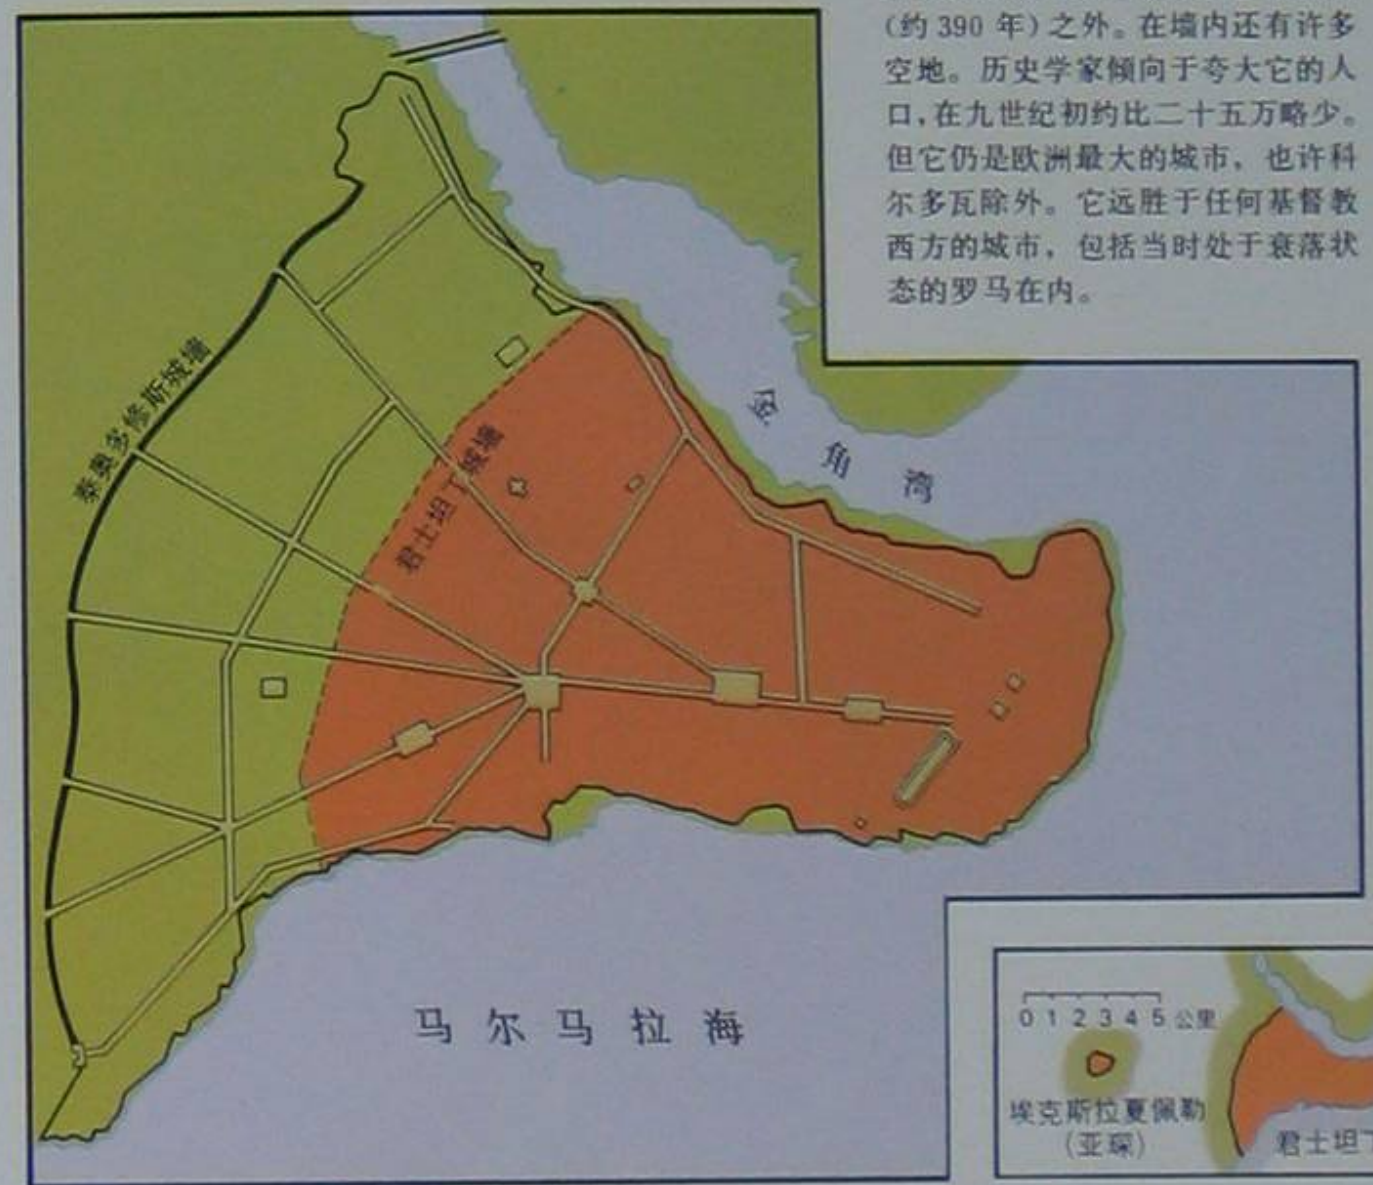 (约 390 年)之外。在墙内还有许多
空地。历史学家倾向于夸大它的人
口,在九世纪初约比二十五万略少。
但它仍是欧洲最大的城市，也许科
尔多瓦除外。它远胜于任何基督教
西方的城市，包括当时处于衰落状
态的罗马在内。
泰奥多修斯城墙
君士坦丁城墙
金角湾
马尔马拉海
0 1 2 3 4 5 公里
埃克斯拉夏佩勒
(亚琛)
君士坦丁